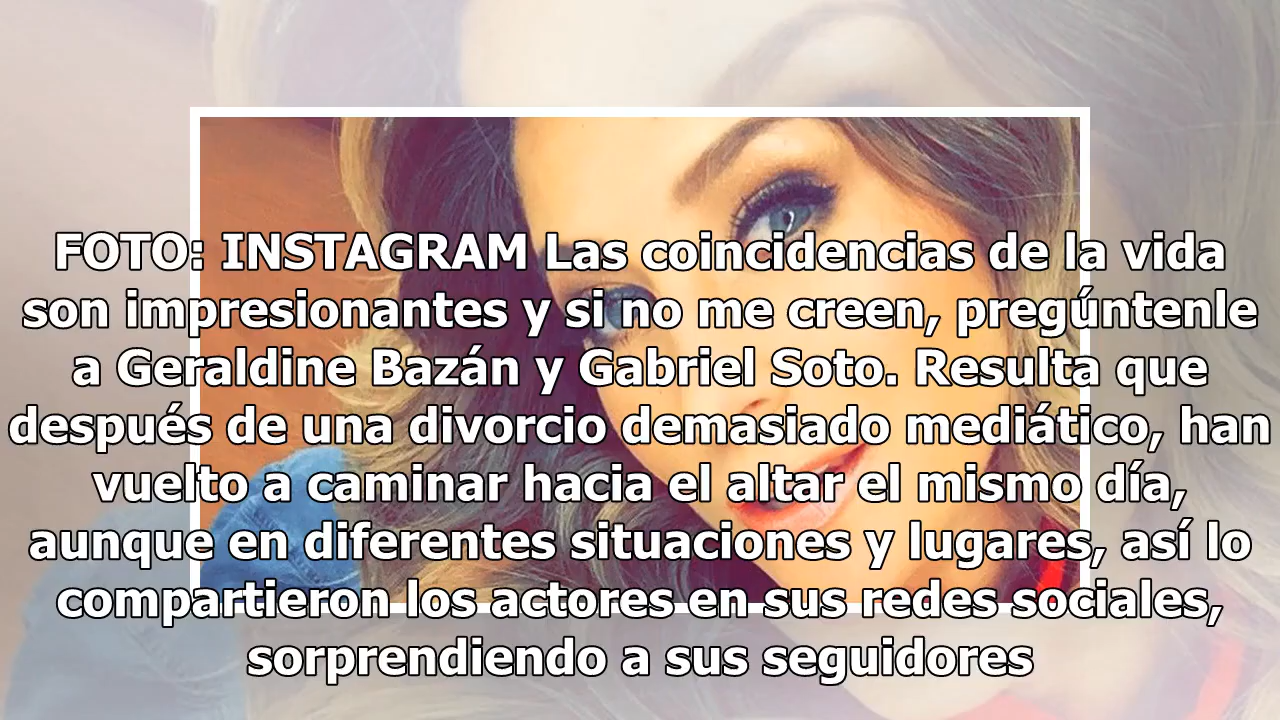 FOTO: INSTAGRAM Las coincidencias de la vida
son impresionantes y si no me creen, pregúntenle
a Geraldine Bazán y Gabriel Soto. Resulta que
después de una divorcio demasiado mediático, han
vuelto a caminar hacia el altar el mismo día,
aunque en diferentes situaciones y lugares, así lo
compartieron los actores en sus redes sociales,
sorprendiendo a sus seguidores